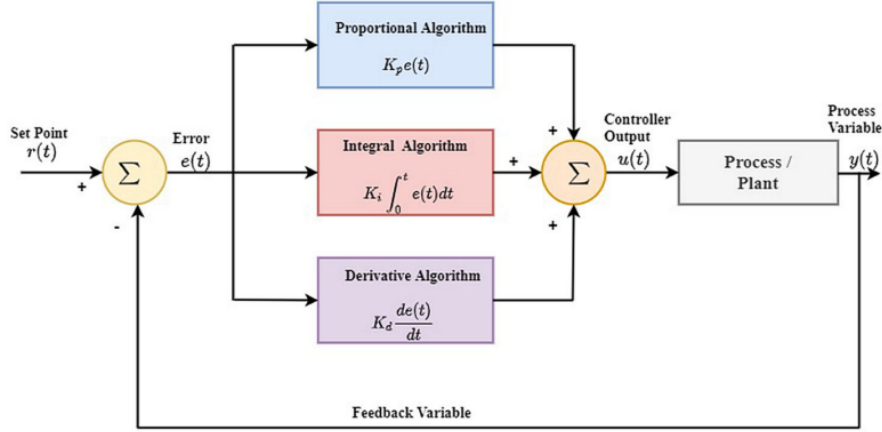 Proportional Algorithm
K_p e(t)
Set Point
r(t)
+
Σ
-
Error
e(t)
Integral Algorithm
K_i ∫_0^t e(t)dt
Derivative Algorithm
K_d de(t)/dt
+
+
+
Σ
Controller
Output
u(t)
Process /
Plant
Process
Variable
y(t)
Feedback Variable